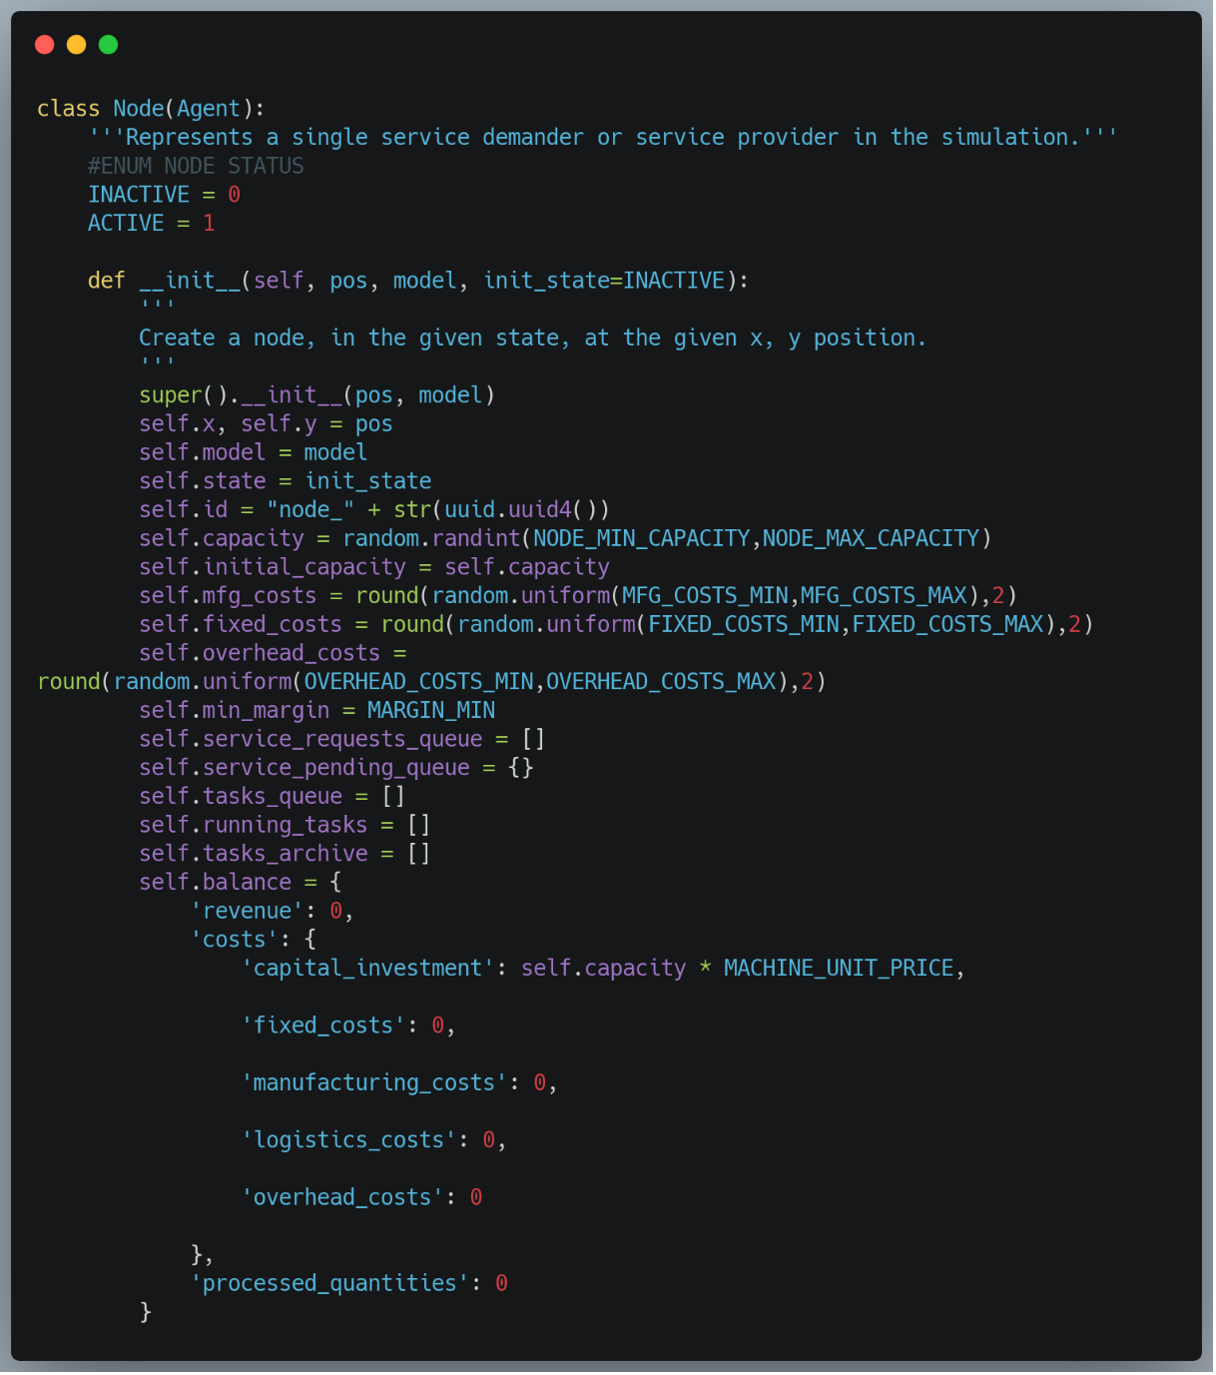 class Node(Agent):
    '''Represents a single service demander or service provider in the simulation.'''
    #ENUM NODE STATUS
    INACTIVE = 0
    ACTIVE = 1

    def __init__(self, pos, model, init_state=INACTIVE):
        '''
        Create a node, in the given state, at the given x, y position.
        '''
        super().__init__(pos, model)
        self.x, self.y = pos
        self.model = model
        self.state = init_state
        self.id = "node_" + str(uuid.uuid4())
        self.capacity = random.randint(NODE_MIN_CAPACITY,NODE_MAX_CAPACITY)
        self.initial_capacity = self.capacity
        self.mfg_costs = round(random.uniform(MFG_COSTS_MIN,MFG_COSTS_MAX),2)
        self.fixed_costs = round(random.uniform(FIXED_COSTS_MIN,FIXED_COSTS_MAX),2)
        self.overhead_costs =
round(random.uniform(OVERHEAD_COSTS_MIN,OVERHEAD_COSTS_MAX),2)
        self.min_margin = MARGIN_MIN
        self.service_requests_queue = []
        self.service_pending_queue = {}
        self.tasks_queue = []
        self.running_tasks = []
        self.tasks_archive = []
        self.balance = {
            'revenue': 0,
            'costs': {
                'capital_investment': self.capacity * MACHINE_UNIT_PRICE,

                'fixed_costs': 0,

                'manufacturing_costs': 0,

                'logistics_costs': 0,

                'overhead_costs': 0

            },
            'processed_quantities': 0
        }